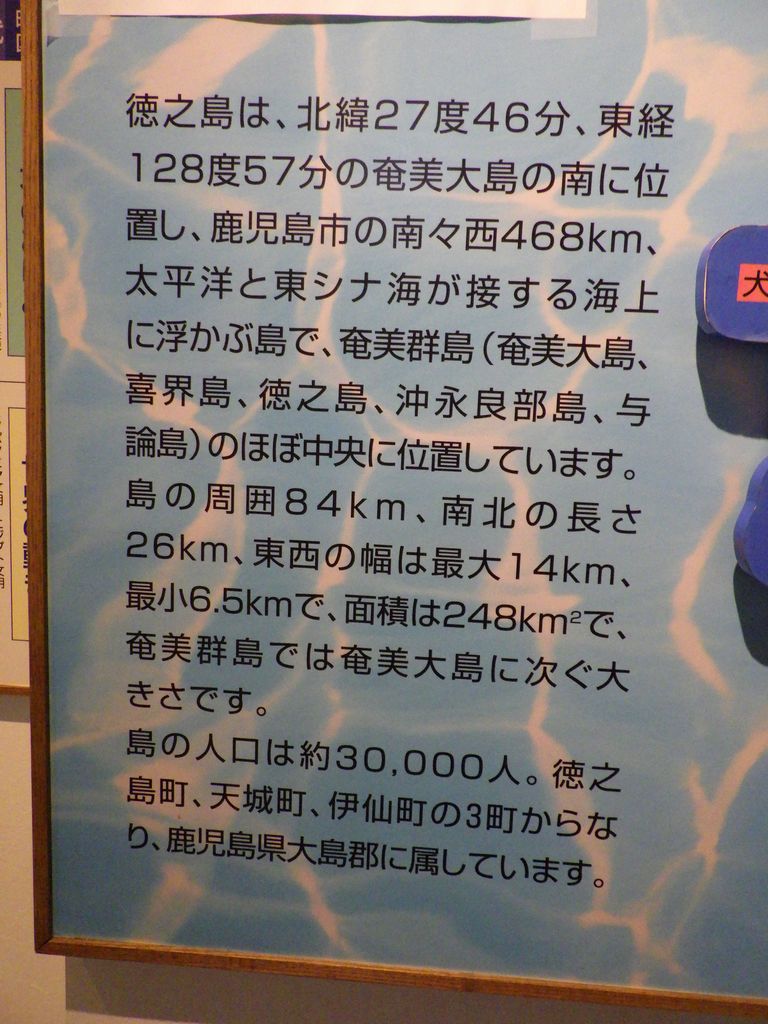 徳之島は、北緯27度46分、東経
128度57分の奄美大島の南に位
置し、鹿児島市の南々西468km、
太平洋と東シナ海が接する海上
に浮かぶ島で、奄美群島(奄美大島、
喜界島、徳之島、沖永良部島、与
論島)のほぼ中央に位置しています。
島の周囲84km、南北の長さ
26km、東西の幅は最大14km、
最小6.5kmで、面積は248km²で、
奄美群島では奄美大島に次ぐ大
きさです。
島の人口は約30,000人。徳之
島町、天城町、伊仙町の3町からな
り、鹿児島県大島郡に属しています。
犬